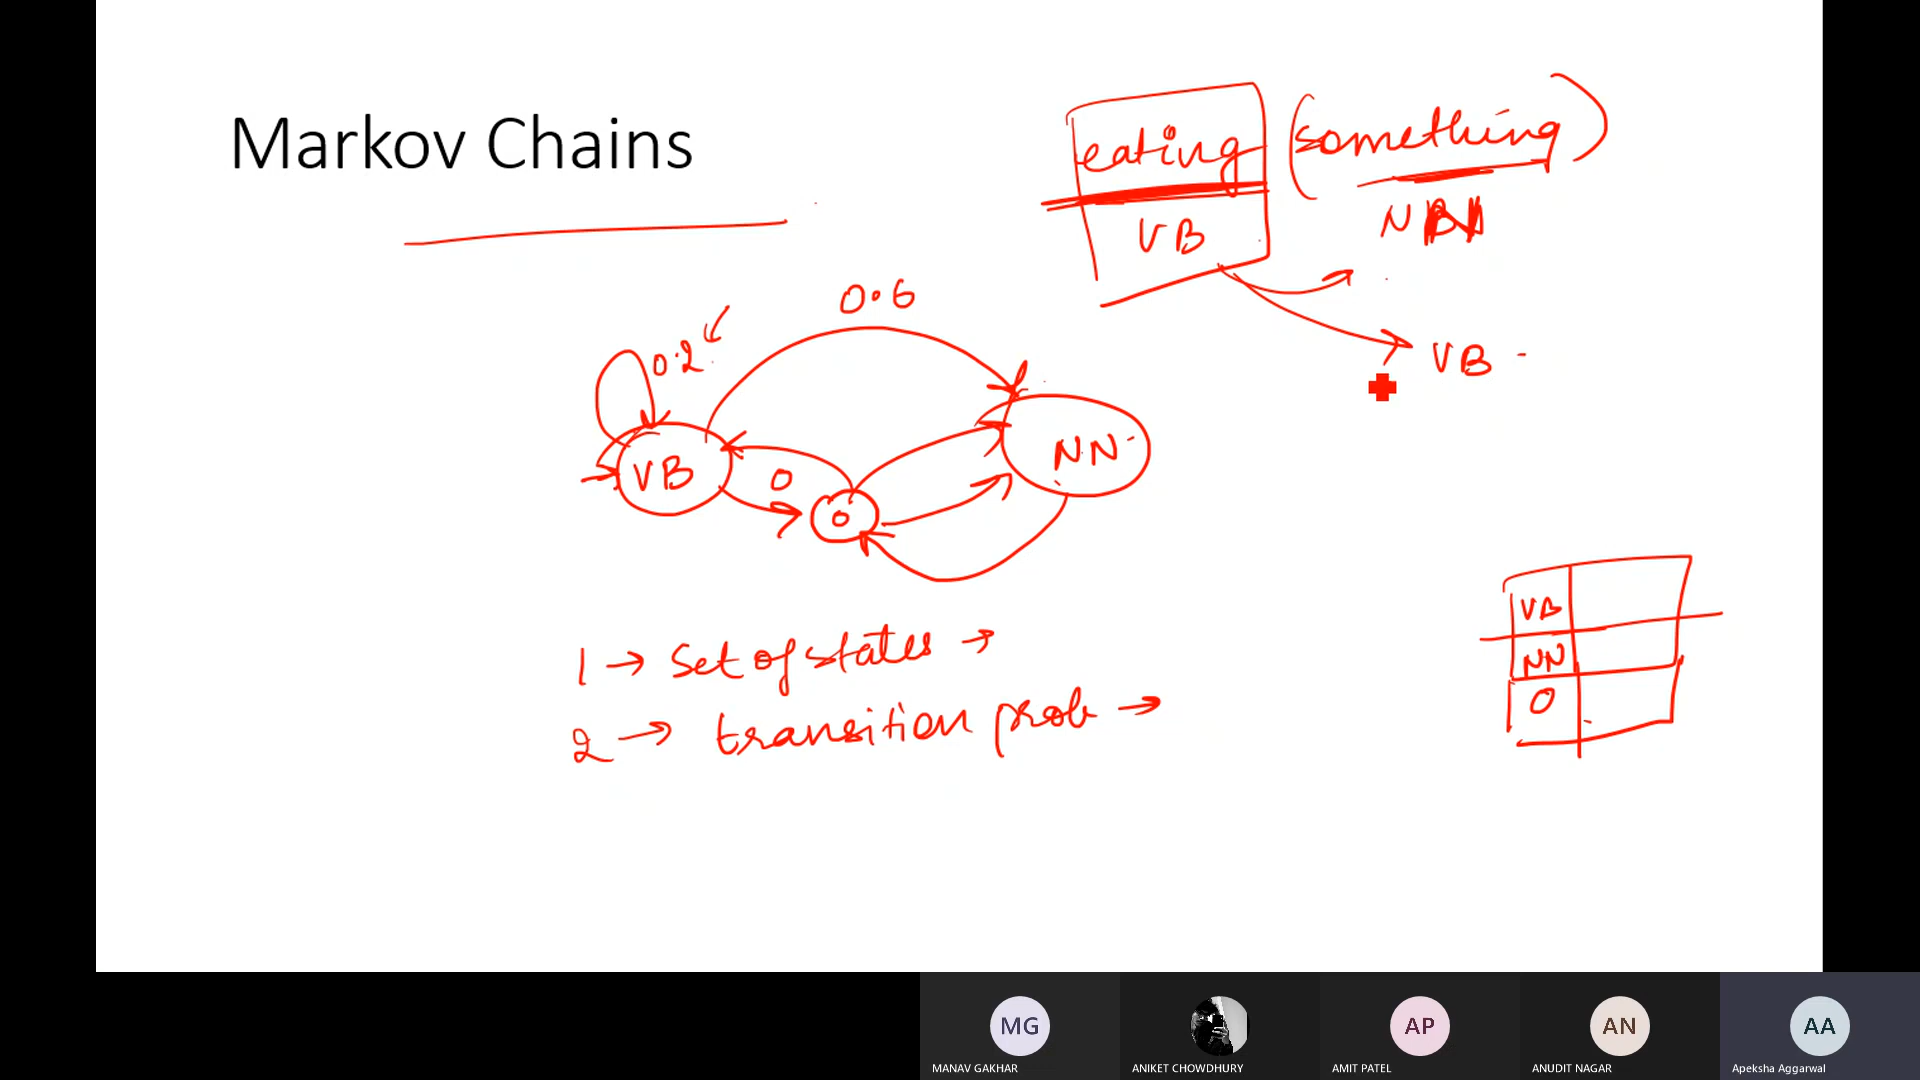 Markov Chains
eating (something)
VB
N
0.6
0.2
VB
VB
NN
0
O
1 → Set of states →
2 → transition prob →
VB
NN
O
MG
AP
AN
AA
MANAV GAKHAR
ANIKET CHOWDHURY
AMIT PATEL
ANUDIT NAGAR
Apeksha Aggarwal